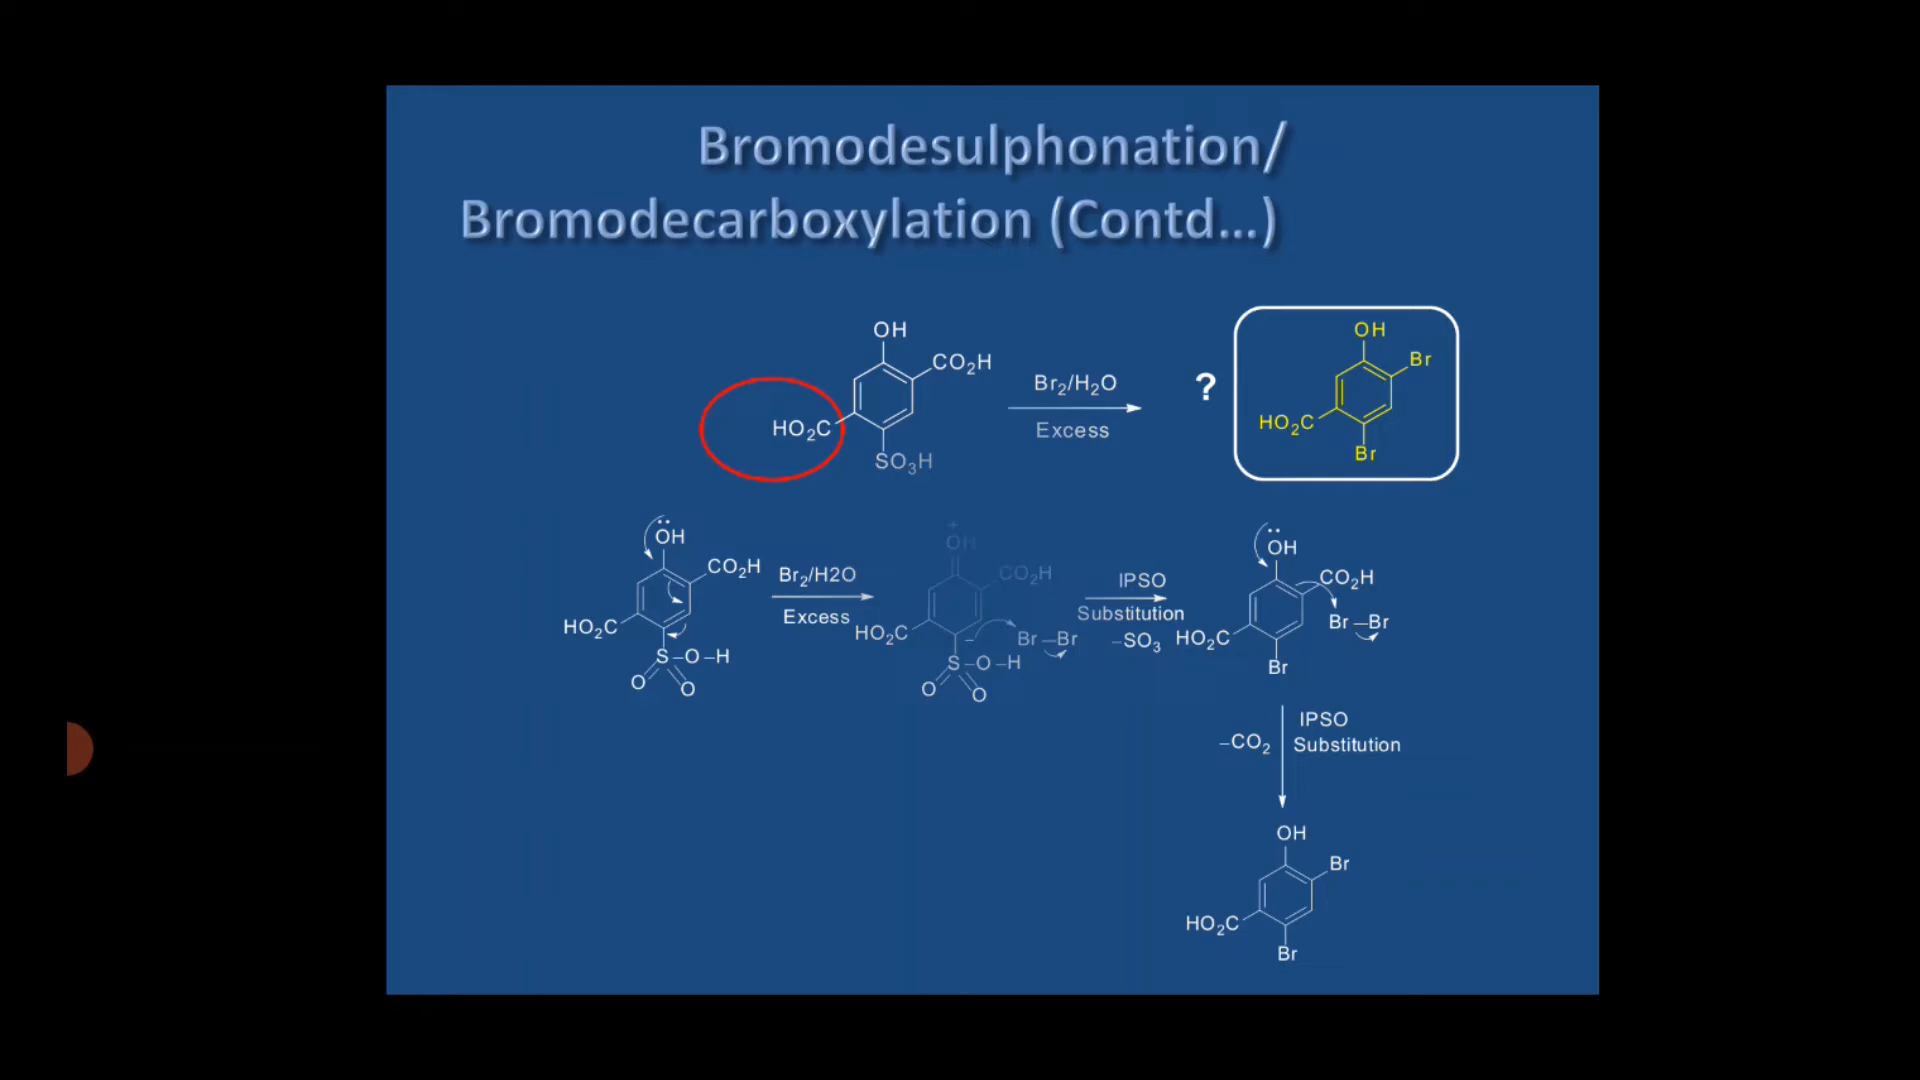 Bromodesulphonation/
Bromodecarboxylation (Contd...)
OH
CO₂H
HO₂C
SO₃H
Br₂/H₂O
Excess
?
OH
Br
HO₂C
Br
OH
CO₂H
HO₂C
S–O–H
O O
Br₂/H2O
Excess
+
OH
CO₂H
HO₂C
–
Br–Br
S–O–H
O O
IPSO
Substitution
–SO₃
OH
CO₂H
Br–Br
HO₂C
Br
–CO₂
IPSO
Substitution
OH
Br
HO₂C
Br